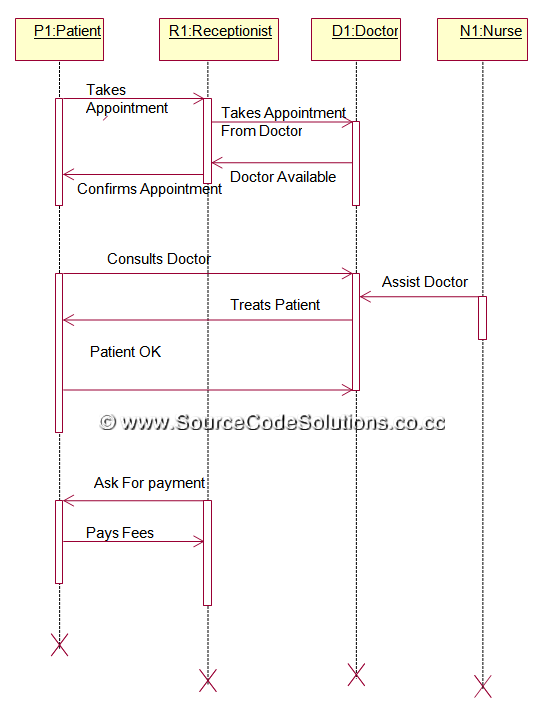 P1:Patient
R1:Receptionist
D1:Doctor
N1:Nurse
Takes
Appointment
Takes Appointment
From Doctor
Doctor Available
Confirms Appointment
Consults Doctor
Assist Doctor
Treats Patient
Patient OK
© www.SourceCodeSolutions.co.cc
Ask For payment
Pays Fees